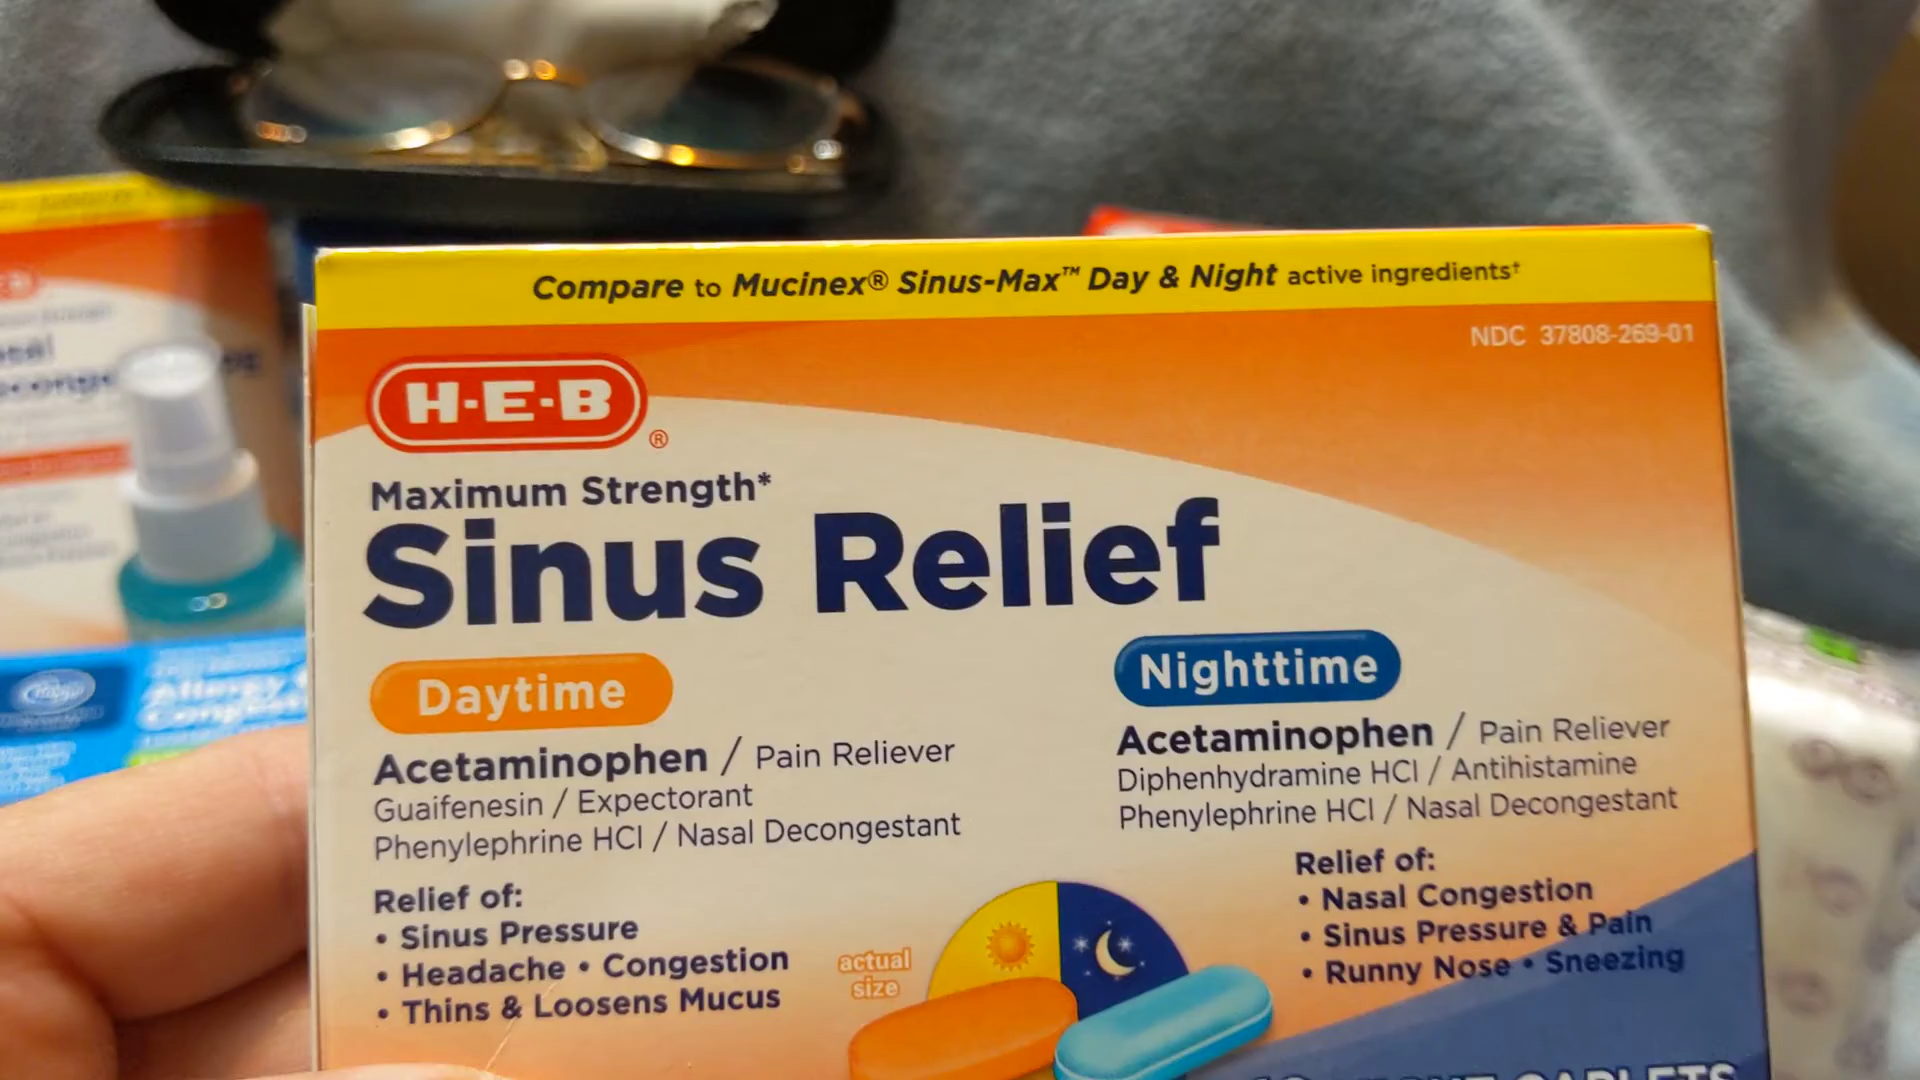 Compare to Mucinex® Sinus-Max™ Day & Night active ingredients†
NDC 37808-269-01
H-E-B®
Maximum Strength*
Sinus Relief
Daytime
Acetaminophen / Pain Reliever
Guaifenesin / Expectorant
Phenylephrine HCl / Nasal Decongestant
Relief of:
• Sinus Pressure
• Headache • Congestion
• Thins & Loosens Mucus
Nighttime
Acetaminophen / Pain Reliever
Diphenhydramine HCl / Antihistamine
Phenylephrine HCl / Nasal Decongestant
Relief of:
• Nasal Congestion
• Sinus Pressure & Pain
• Runny Nose • Sneezing
actual
size
CAPLETS
Allergy